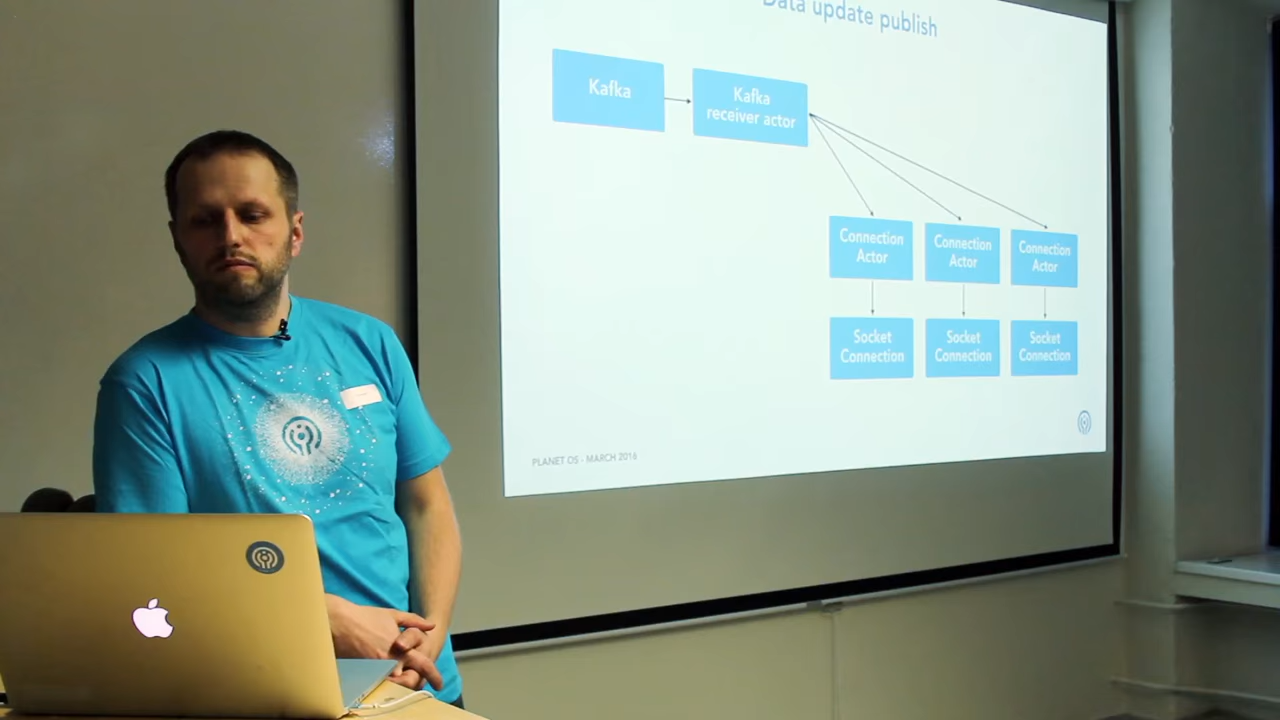 Data update publish
Kafka
Kafka
receiver actor
Connection
Actor
Connection
Actor
Connection
Actor
Socket
Connection
Socket
Connection
Socket
Connection
PLANET OS - MARCH 2016